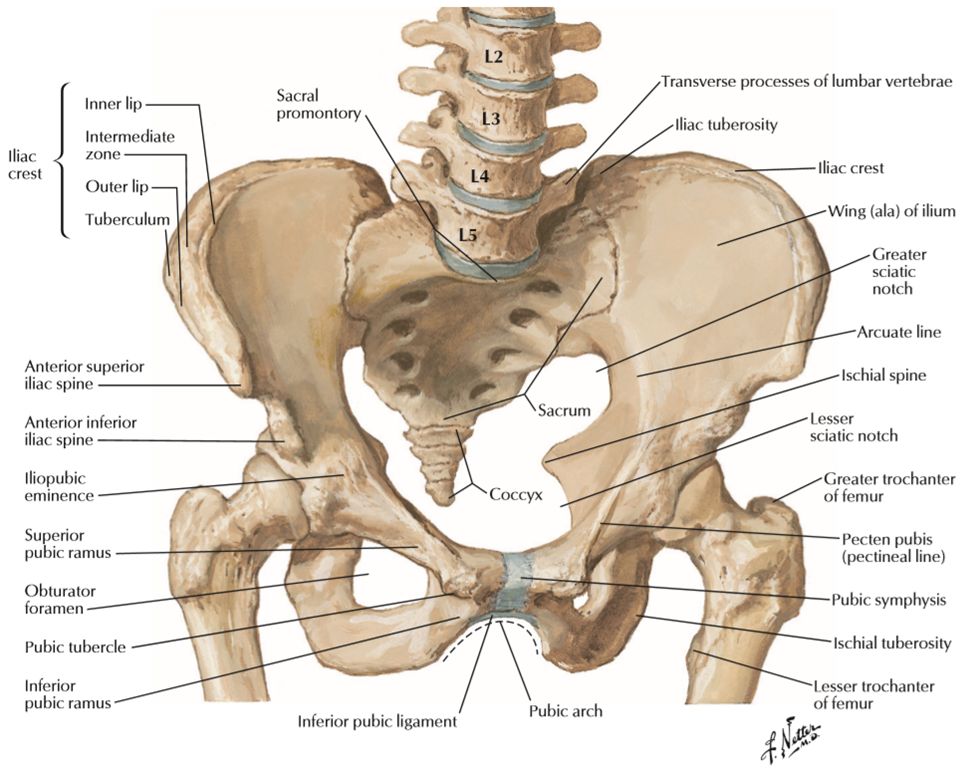 L2
L3
L4
L5
Sacral
promontory
Iliac
crest
Inner lip
Intermediate
zone
Outer lip
Tuberculum
Anterior superior
iliac spine
Anterior inferior
iliac spine
Iliopubic
eminence
Superior
pubic ramus
Obturator
foramen
Pubic tubercle
Inferior
pubic ramus
Inferior pubic ligament
Pubic arch
Sacrum
Coccyx
Transverse processes of lumbar vertebrae
Iliac tuberosity
Iliac crest
Wing (ala) of ilium
Greater
sciatic
notch
Arcuate line
Ischial spine
Lesser
sciatic notch
Greater trochanter
of femur
Pecten pubis
(pectineal line)
Pubic symphysis
Ischial tuberosity
Lesser trochanter
of femur
F. Netter
M.D.